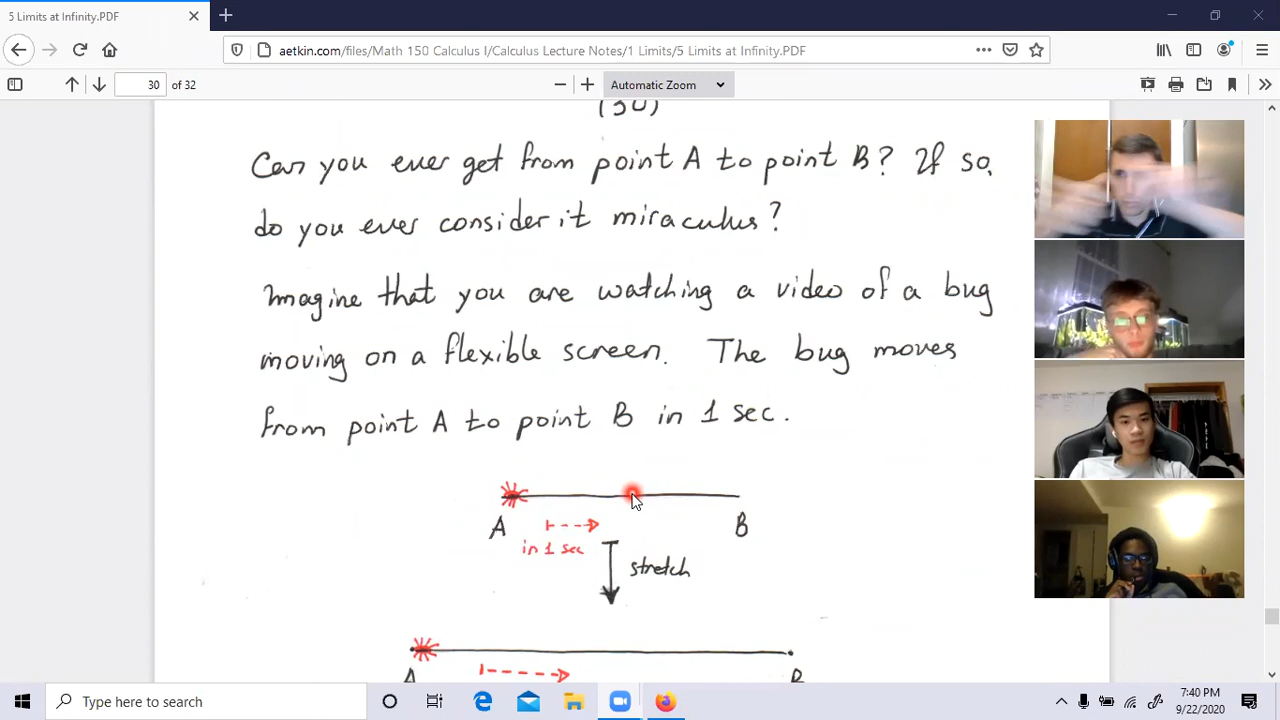 5 Limits at Infinity.PDF
aetkin.com/files/Math 150 Calculus I/Calculus Lecture Notes/1 Limits/5 Limits at Infinity.PDF
30 of 32
Automatic Zoom
(30)
Can you ever get from point A to point B? If so,
do you ever consider it miraculus?
Imagine that you are watching a video of a bug
moving on a flexible screen. The bug moves
from point A to point B in 1 sec.
A B
in 1 sec
stretch
A B
Type here to search
7:40 PM
9/22/2020